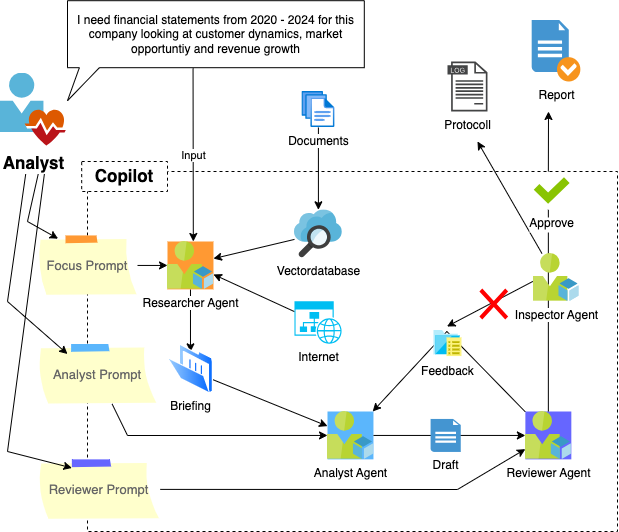 I need financial statements from 2020 - 2024 for this
company looking at customer dynamics, market
opportuntiy and revenue growth
LOG
Report
Protocoll
Documents
Analyst
Input
Copilot
Approve
Focus Prompt
Vectordatabase
Researcher Agent
Inspector Agent
Internet
Analyst Prompt
Feedback
Briefing
Analyst Agent
Draft
Reviewer Agent
Reviewer Prompt